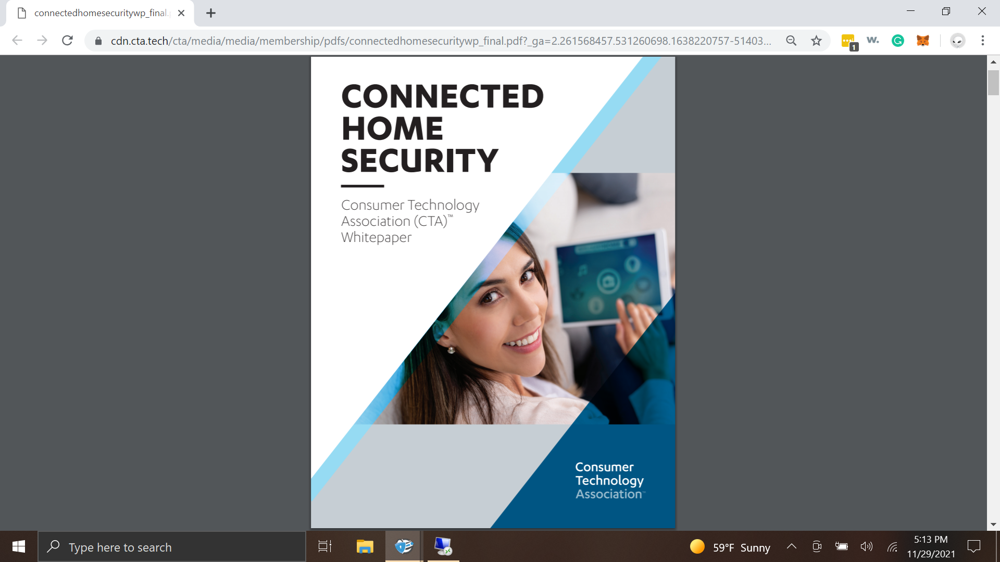 connectedhomesecuritywp_final.
cdn.cta.tech/cta/media/media/membership/pdfs/connectedhomesecuritywp_final.pdf?_ga=2.261568457.531260698.1638220757-51403...
1
W.
G
CONNECTED
HOME
SECURITY
Consumer Technology
Association (CTA)™
Whitepaper
Consumer
Technology
Association™
Type here to search
59°F Sunny
5:13 PM
11/29/2021